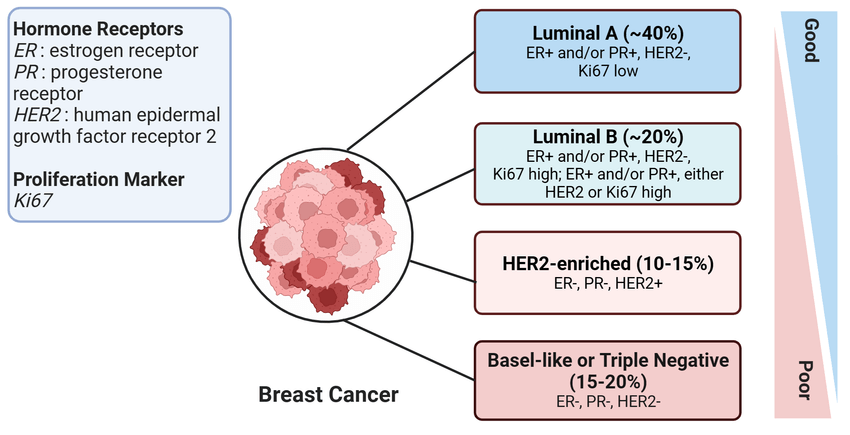 Hormone Receptors
ER : estrogen receptor
PR : progesterone
receptor
HER2 : human epidermal
growth factor receptor 2
Proliferation Marker
Ki67
Breast Cancer
Luminal A (~40%)
ER+ and/or PR+, HER2-,
Ki67 low
Luminal B (~20%)
ER+ and/or PR+, HER2-,
Ki67 high; ER+ and/or PR+, either
HER2 or Ki67 high
HER2-enriched (10-15%)
ER-, PR-, HER2+
Basel-like or Triple Negative
(15-20%)
ER-, PR-, HER2-
Good
Poor